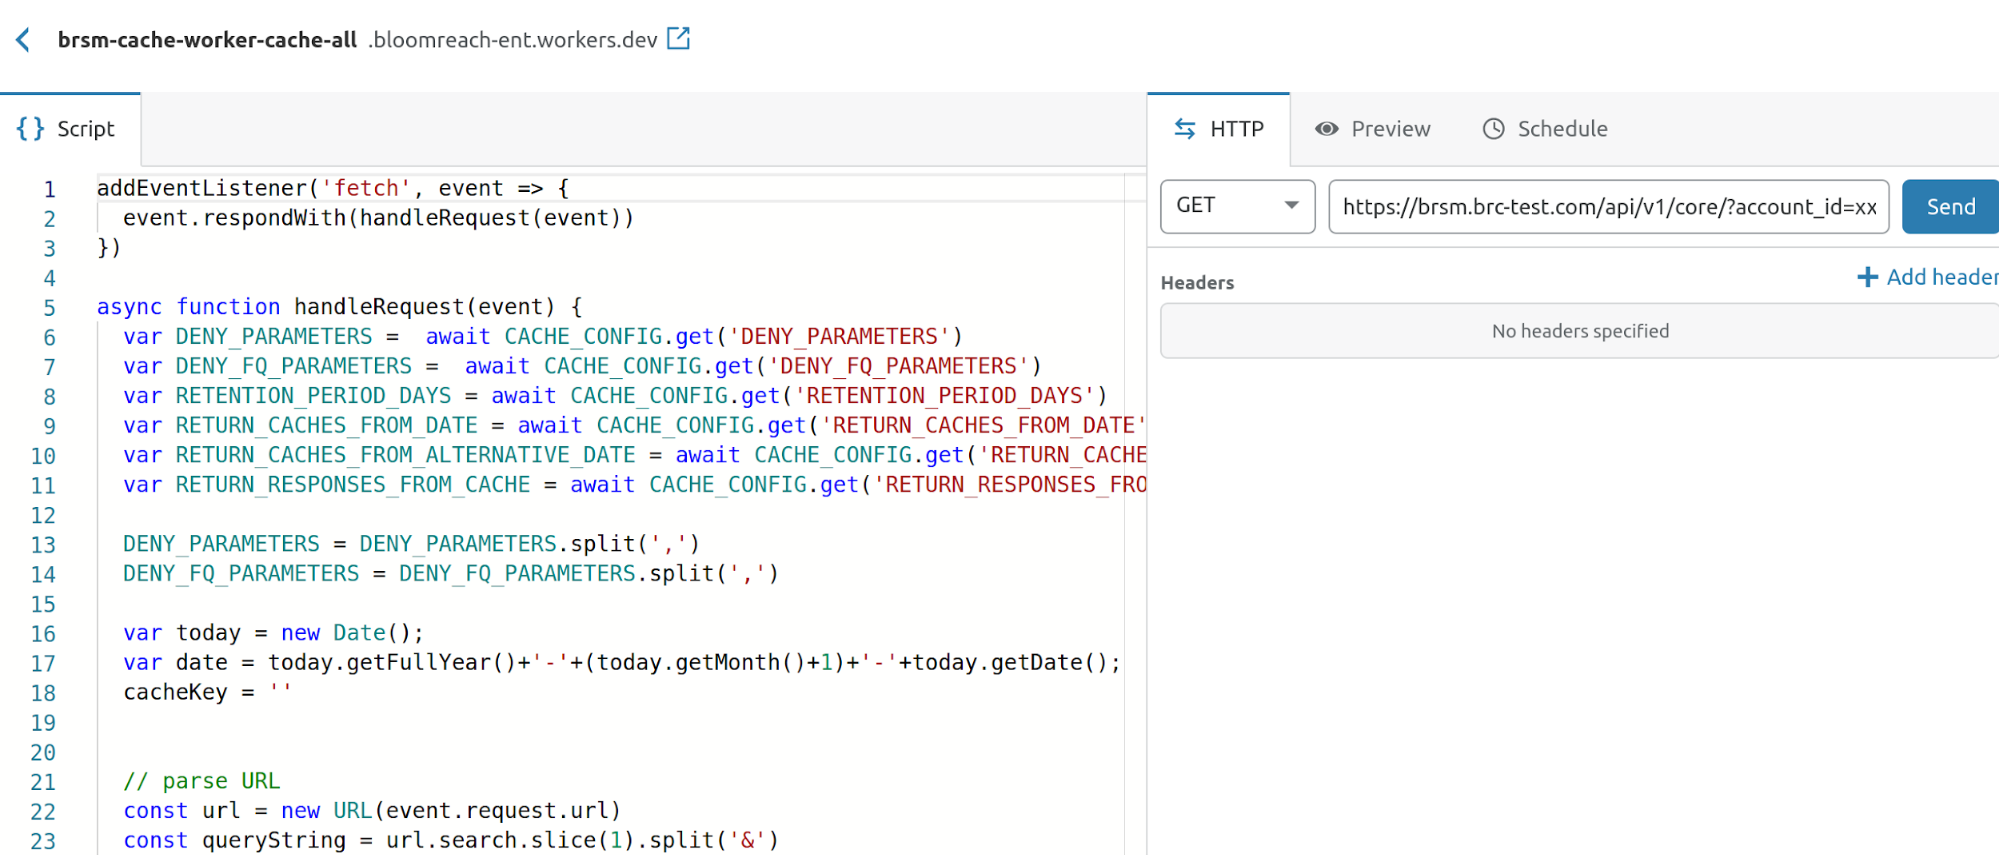 brsm-cache-worker-cache-all .bloomreach-ent.workers.dev
{} Script
HTTP Preview Schedule
GET https://brsm.brc-test.com/api/v1/core/?account_id=xx Send
Headers + Add header
No headers specified
1 addEventListener('fetch', event => {
2 event.respondWith(handleRequest(event))
3 })
4
5 async function handleRequest(event) {
6 var DENY_PARAMETERS =  await CACHE_CONFIG.get('DENY_PARAMETERS')
7 var DENY_FQ_PARAMETERS =  await CACHE_CONFIG.get('DENY_FQ_PARAMETERS')
8 var RETENTION_PERIOD_DAYS = await CACHE_CONFIG.get('RETENTION_PERIOD_DAYS')
9 var RETURN_CACHES_FROM_DATE = await CACHE_CONFIG.get('RETURN_CACHES_FROM_DATE'
10 var RETURN_CACHES_FROM_ALTERNATIVE_DATE = await CACHE_CONFIG.get('RETURN_CACHE
11 var RETURN_RESPONSES_FROM_CACHE = await CACHE_CONFIG.get('RETURN_RESPONSES_FRO
12
13 DENY_PARAMETERS = DENY_PARAMETERS.split(',')
14 DENY_FQ_PARAMETERS = DENY_FQ_PARAMETERS.split(',')
15
16 var today = new Date();
17 var date = today.getFullYear()+'-'+(today.getMonth()+1)+'-'+today.getDate();
18 cacheKey = ''
19
20
21 // parse URL
22 const url = new URL(event.request.url)
23 const queryString = url.search.slice(1).split('&')